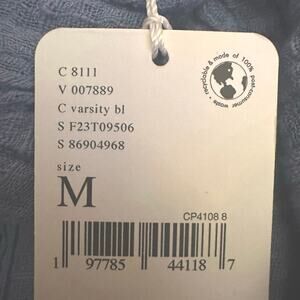 recyclable & made of 100% post-consumer waste •
C 8111
V 007889
C varsity bl
S F23T09506
S 86904968
size
M
CP4108 8
1 97785 44118 7